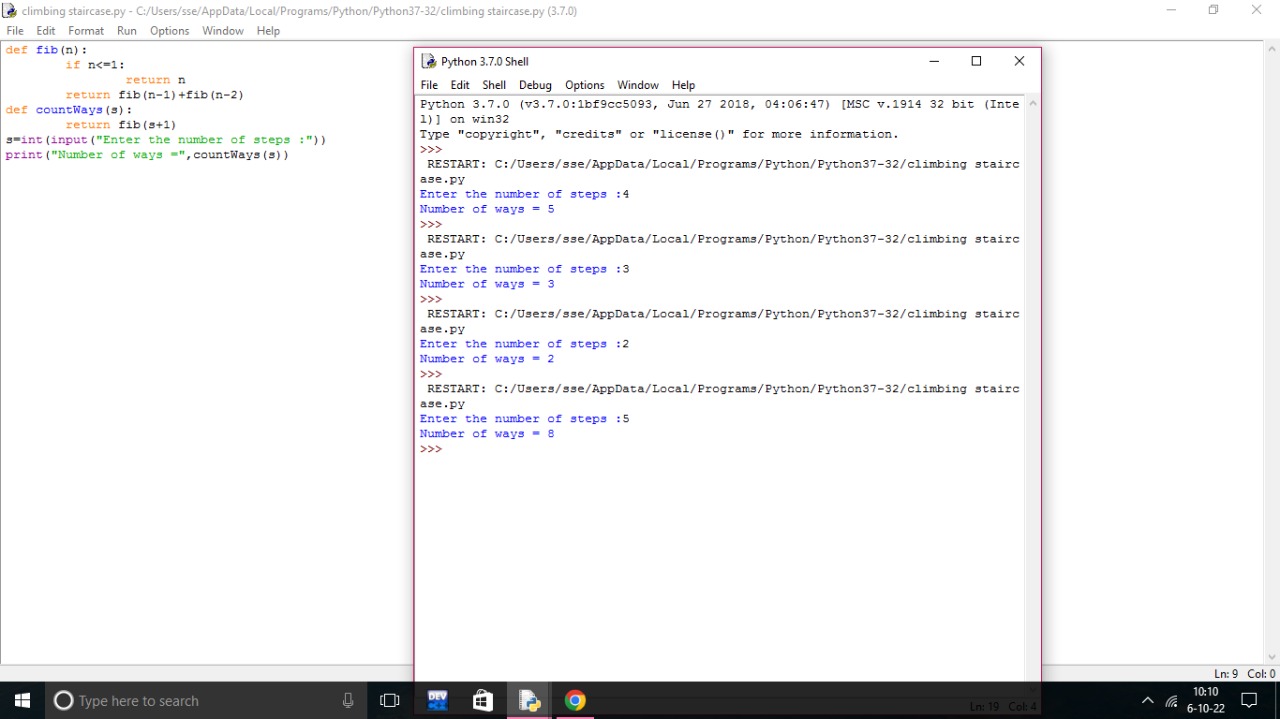 climbing staircase.py - C:/Users/sse/AppData/Local/Programs/Python/Python37-32/climbing staircase.py (3.7.0)
File Edit Format Run Options Window Help
def fib(n):
        if n<=1:
                return n
        return fib(n-1)+fib(n-2)
def countWays(s):
        return fib(s+1)
s=int(input("Enter the number of steps :"))
print("Number of ways =",countWays(s))
Python 3.7.0 Shell
File Edit Shell Debug Options Window Help
Python 3.7.0 (v3.7.0:1bf9cc5093, Jun 27 2018, 04:06:47) [MSC v.1914 32 bit (Inte
l)] on win32
Type "copyright", "credits" or "license()" for more information.
>>>
 RESTART: C:/Users/sse/AppData/Local/Programs/Python/Python37-32/climbing stairc
ase.py
Enter the number of steps :4
Number of ways = 5
>>>
 RESTART: C:/Users/sse/AppData/Local/Programs/Python/Python37-32/climbing stairc
ase.py
Enter the number of steps :3
Number of ways = 3
>>>
 RESTART: C:/Users/sse/AppData/Local/Programs/Python/Python37-32/climbing stairc
ase.py
Enter the number of steps :2
Number of ways = 2
>>>
 RESTART: C:/Users/sse/AppData/Local/Programs/Python/Python37-32/climbing stairc
ase.py
Enter the number of steps :5
Number of ways = 8
>>>
Ln: 9 Col: 0
Ln: 19 Col: 4
Type here to search
DEV
10:10
6-10-22